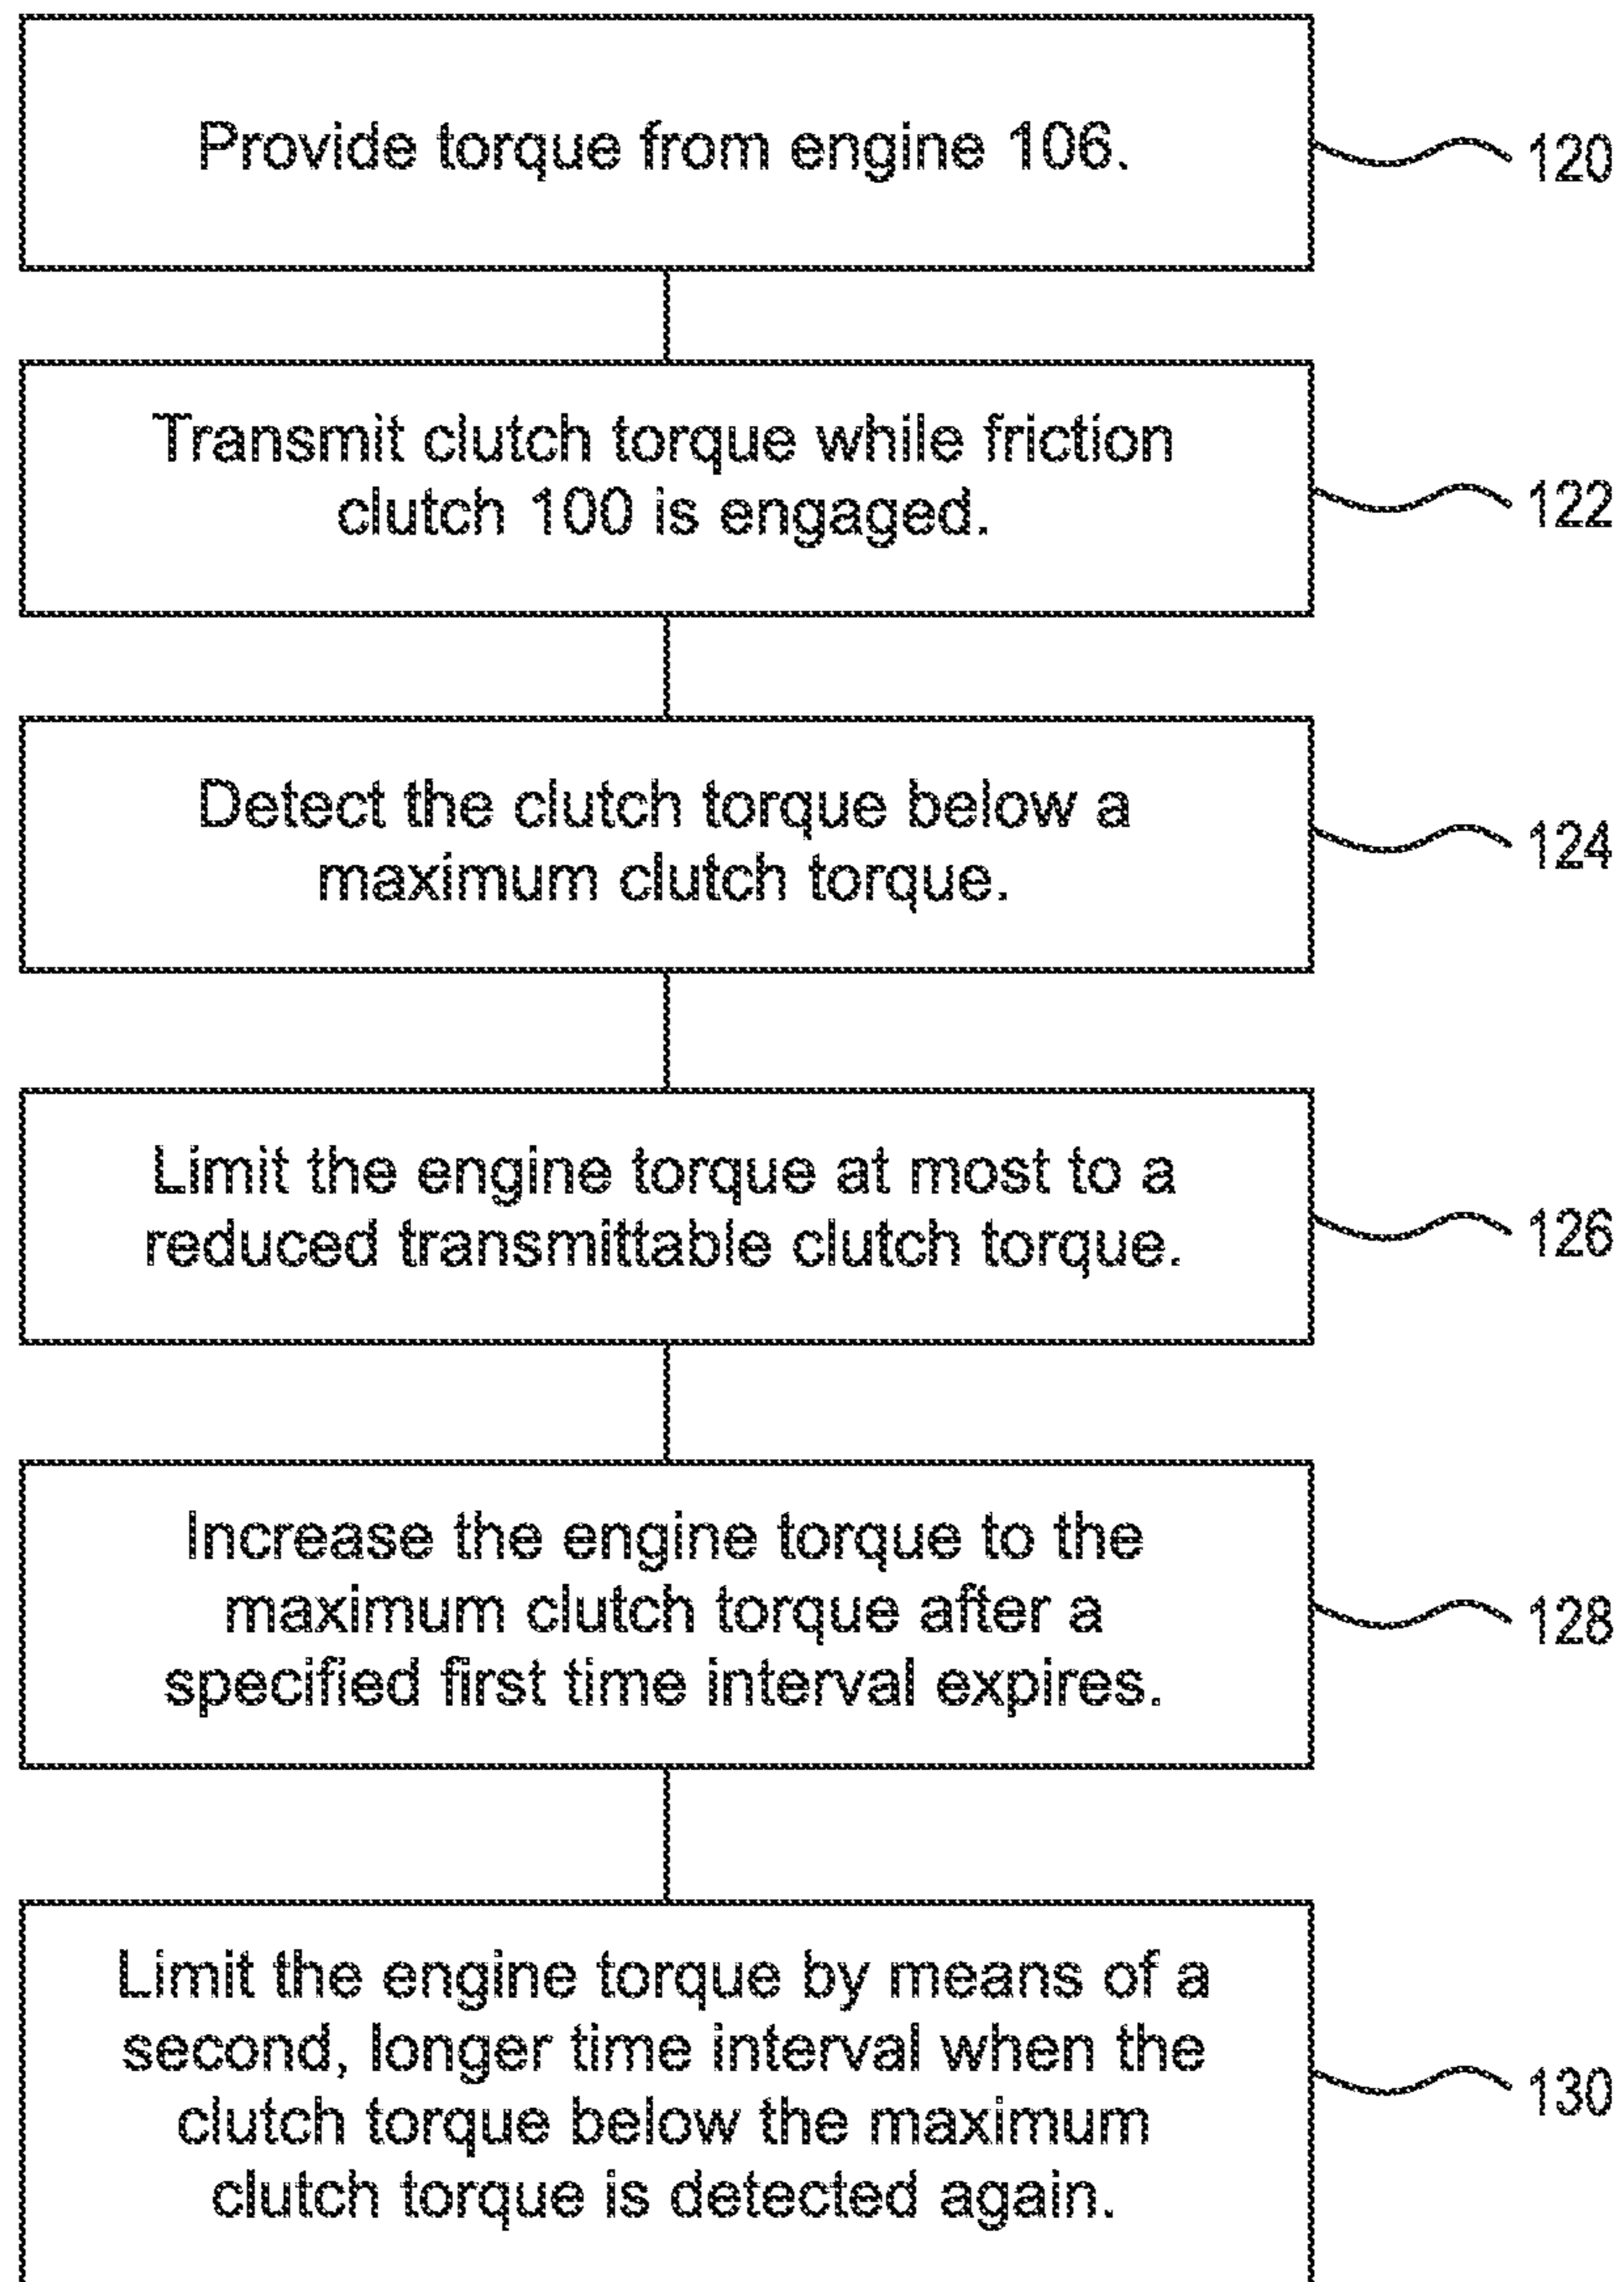 Provide torque from engine 106.
120
Transmit clutch torque while friction
clutch 100 is engaged.
122
Detect the clutch torque below a
maximum clutch torque.
124
Limit the engine torque at most to a
reduced transmittable clutch torque.
126
Increase the engine torque to the
maximum clutch torque after a
specified first time interval expires.
128
Limit the engine torque by means of a
second, longer time interval when the
clutch torque below the maximum
clutch torque is detected again.
130